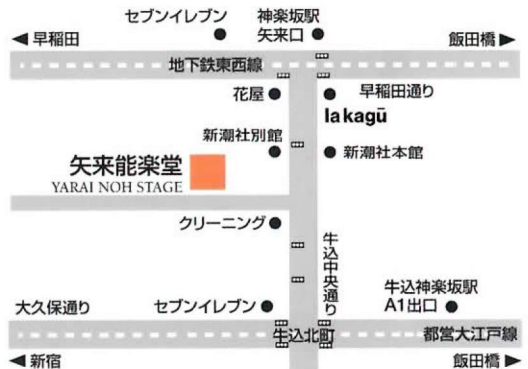 セブンイレブン
神楽坂駅
矢来口
◀早稲田
飯田橋▶
地下鉄東西線
花屋
早稲田通り
la kagū
新潮社別館
新潮社本館
矢来能楽堂
YARAI NOH STAGE
クリーニング
牛込中央通り
牛込神楽坂駅
A1出口
大久保通り
セブンイレブン
牛込北町
都営大江戸線
◀新宿
飯田橋▶